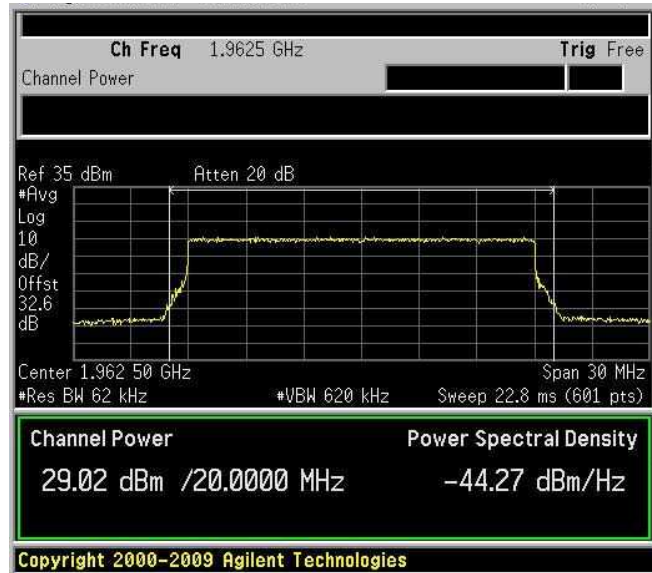 Ch Freq 1.9625 GHz Trig Free
Channel Power
Ref 35 dBm Atten 20 dB
#Avg
Log
10
dB/
Offst
32.6
dB
Center 1.962 50 GHz Span 30 MHz
#Res BW 62 kHz #VBW 620 kHz Sweep 22.8 ms (601 pts)
Channel Power Power Spectral Density
29.02 dBm /20.0000 MHz -44.27 dBm/Hz
Copyright 2000-2009 Agilent Technologies